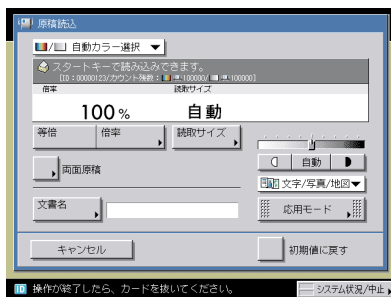 原稿読込
自動カラー選択
スタートキーで読み込みできます。
[ID:00000123/カウント残数: 100000/ 100000]
倍率 読取サイズ
100 % 自動
等倍 倍率 読取サイズ
自動
両面原稿
文字/写真/地図
文書名
応用モード
キャンセル 初期値に戻す
ID 操作が終了したら、カードを抜いてください。 システム状況/中止